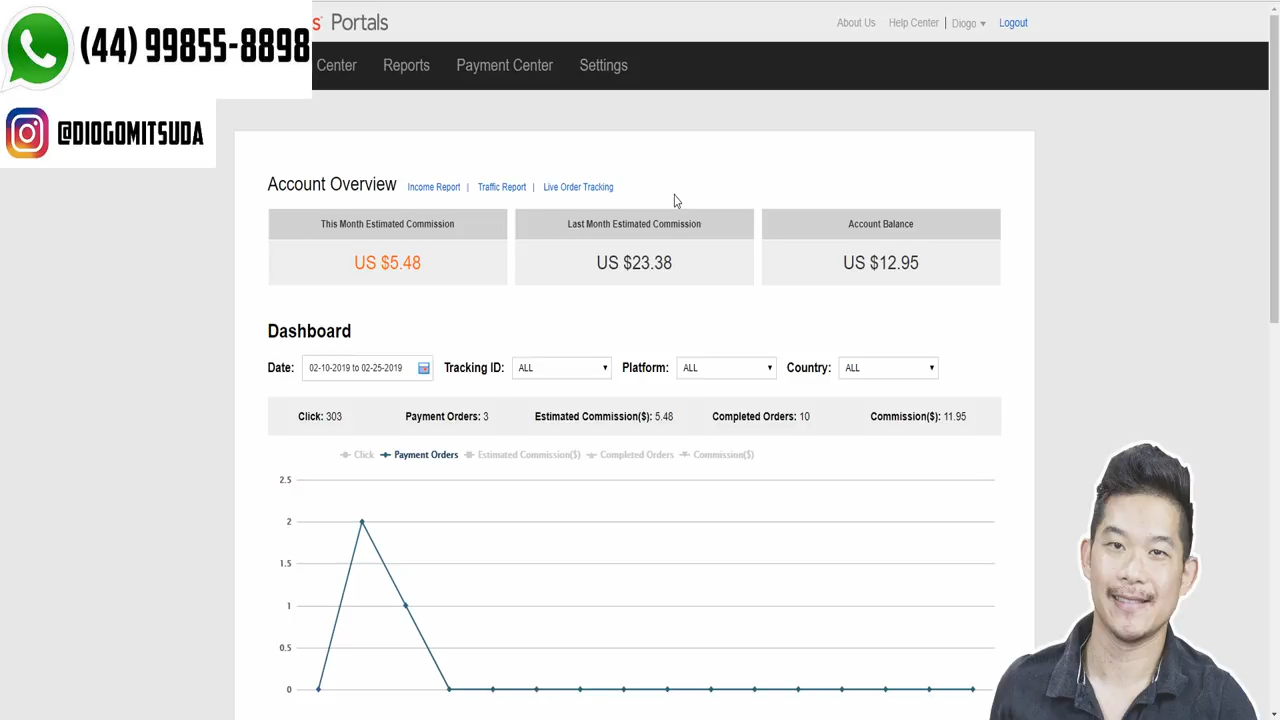 (44) 99855-8898
s Portals
About Us
Help Center | Diogo ▾
Logout
Center
Reports
Payment Center
Settings
@DIOGOMITSUDA
Account Overview
Income Report | Traffic Report | Live Order Tracking
This Month Estimated Commission
Last Month Estimated Commission
Account Balance
US $5.48
US $23.38
US $12.95
Dashboard
Date: 02-10-2019 to 02-25-2019
Tracking ID: ALL
Platform: ALL
Country: ALL
Click: 303
Payment Orders: 3
Estimated Commission($): 5.48
Completed Orders: 10
Commission($): 11.95
Click
Payment Orders
Estimated Commission($)
Completed Orders
Commission($)
2.5
2
1.5
1
0.5
0